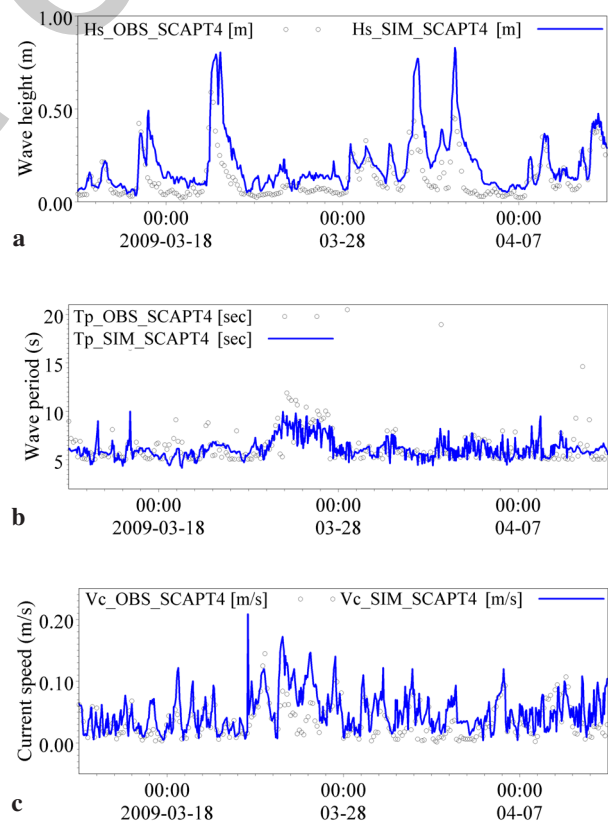 1.00
Hs_OBS_SCAPT4 [m] Hs_SIM_SCAPT4 [m]
Wave height (m)
0.50
0.00
00:00 00:00 00:00
2009-03-18 03-28 04-07
a
20
Tp_OBS_SCAPT4 [sec]
Tp_SIM_SCAPT4 [sec]
Wave period (s)
15
10
5
00:00 00:00 00:00
2009-03-18 03-28 04-07
b
Vc_OBS_SCAPT4 [m/s] Vc_SIM_SCAPT4 [m/s]
Current speed (m/s)
0.20
0.10
0.00
00:00 00:00 00:00
2009-03-18 03-28 04-07
c